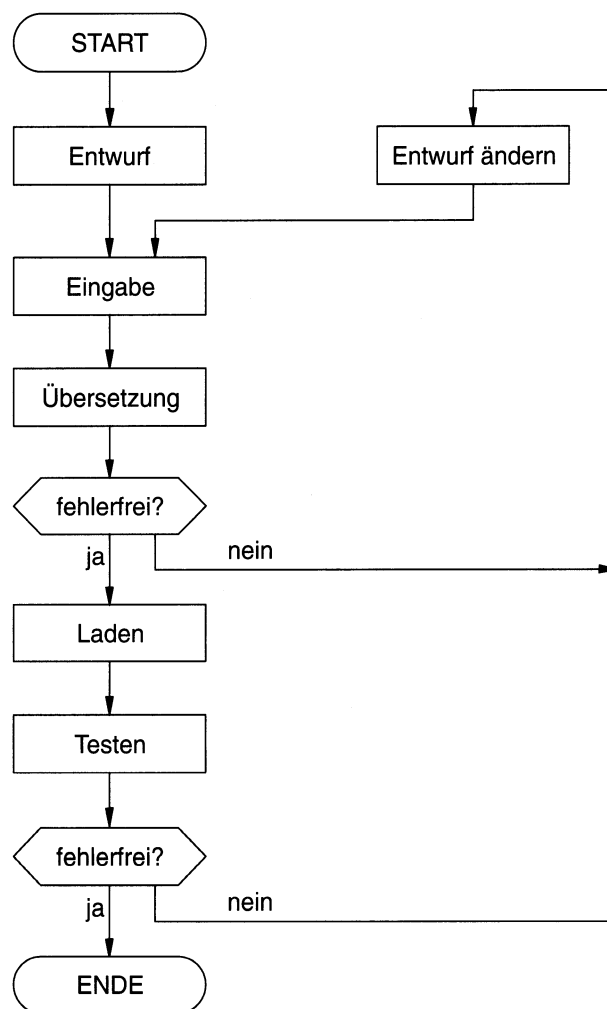 START
Entwurf
Entwurf ändern
Eingabe
Übersetzung
fehlerfrei?
ja
nein
Laden
Testen
fehlerfrei?
ja
nein
ENDE